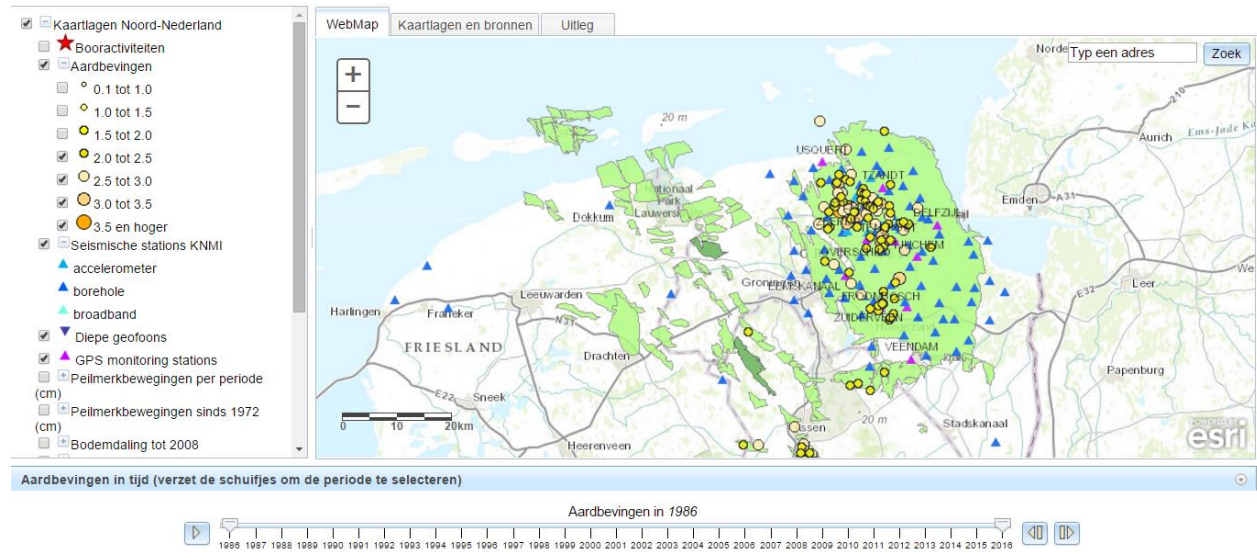 Kaartlagen Noord-Nederland
Booractiviteiten
Aardbevingen
0.1 tot 1.0
1.0 tot 1.5
1.5 tot 2.0
2.0 tot 2.5
2.5 tot 3.0
3.0 tot 3.5
3.5 en hoger
Seismische stations KNMI
accelerometer
borehole
broadband
Diepe geofoons
GPS monitoring stations
Peilmerkbewegingen per periode
(cm)
Peilmerkbewegingen sinds 1972
(cm)
Bodemdaling tot 2008
WebMap
Kaartlagen en bronnen
Uitleg
+
−
Typ een adres
Zoek
20 m
Aurich
USQUERT
Emden
A31
Dokkum
Leer
E32
Leeuwarden
Harlingen
Franeker
N31
FRIESLAND
ZUIDERVEEN
VEENDAM
Drachten
Papenburg
E22
Sneek
0 10 20km
20 m
Stadskanaal
Heerenveen
POWERED BY
esri
Aardbevingen in tijd (verzet de schuifjes om de periode te selecteren)
Aardbevingen in 1986
1986 1987 1988 1989 1990 1991 1992 1993 1994 1995 1996 1997 1998 1999 2000 2001 2002 2003 2004 2005 2006 2007 2008 2009 2010 2011 2012 2013 2014 2015 2016